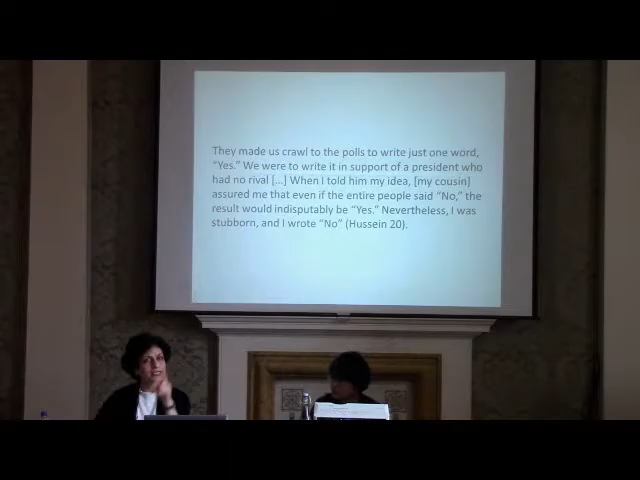 They made us crawl to the polls to write just one word,
“Yes.” We were to write it in support of a president who
had no rival [...] When I told him my idea, [my cousin]
assured me that even if the entire people said “No,” the
result would indisputably be “Yes.” Nevertheless, I was
stubborn, and I wrote “No” (Hussein 20).